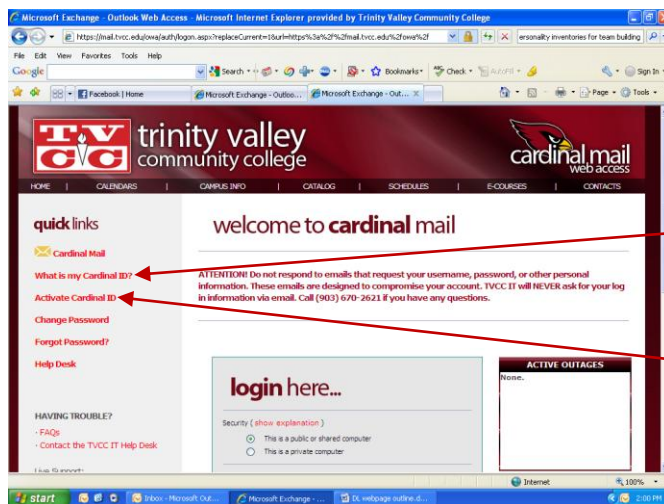 Microsoft Exchange - Outlook Web Access - Microsoft Internet Explorer provided by Trinity Valley Community College
https://mail.tvcc.edu/owa/auth/logon.aspx?replaceCurrent=1&url=https%3a%2f%2fmail.tvcc.edu%2fowa%2f
ersonality inventories for team building
File Edit View Favorites Tools Help
Google Search Bookmarks Check AutoFill Sign In
Facebook | Home Microsoft Exchange - Outloo... Microsoft Exchange - Out... Page Tools
TVCC trinity valley community college
cardinal mail
web access
HOME | CALENDARS | CAMPUS INFO | CATALOG | SCHEDULES | E-COURSES | CONTACTS
quick links
Cardinal Mail
What is my Cardinal ID?
Activate Cardinal ID
Change Password
Forgot Password?
Help Desk
HAVING TROUBLE?
· FAQs
· Contact the TVCC IT Help Desk
Live Support:
welcome to cardinal mail
ATTENTION! Do not respond to emails that request your username, password, or other personal
information. These emails are designed to compromise your account. TVCC IT will NEVER ask for your log
in information via email. Call (903) 670-2621 if you have any questions.
login here...
Security ( show explanation )
This is a public or shared computer
This is a private computer
ACTIVE OUTAGES
None.
Internet 100%
start Inbox - Microsoft Out... Microsoft Exchange - ... DL webpage outline.d... 2:00 PM